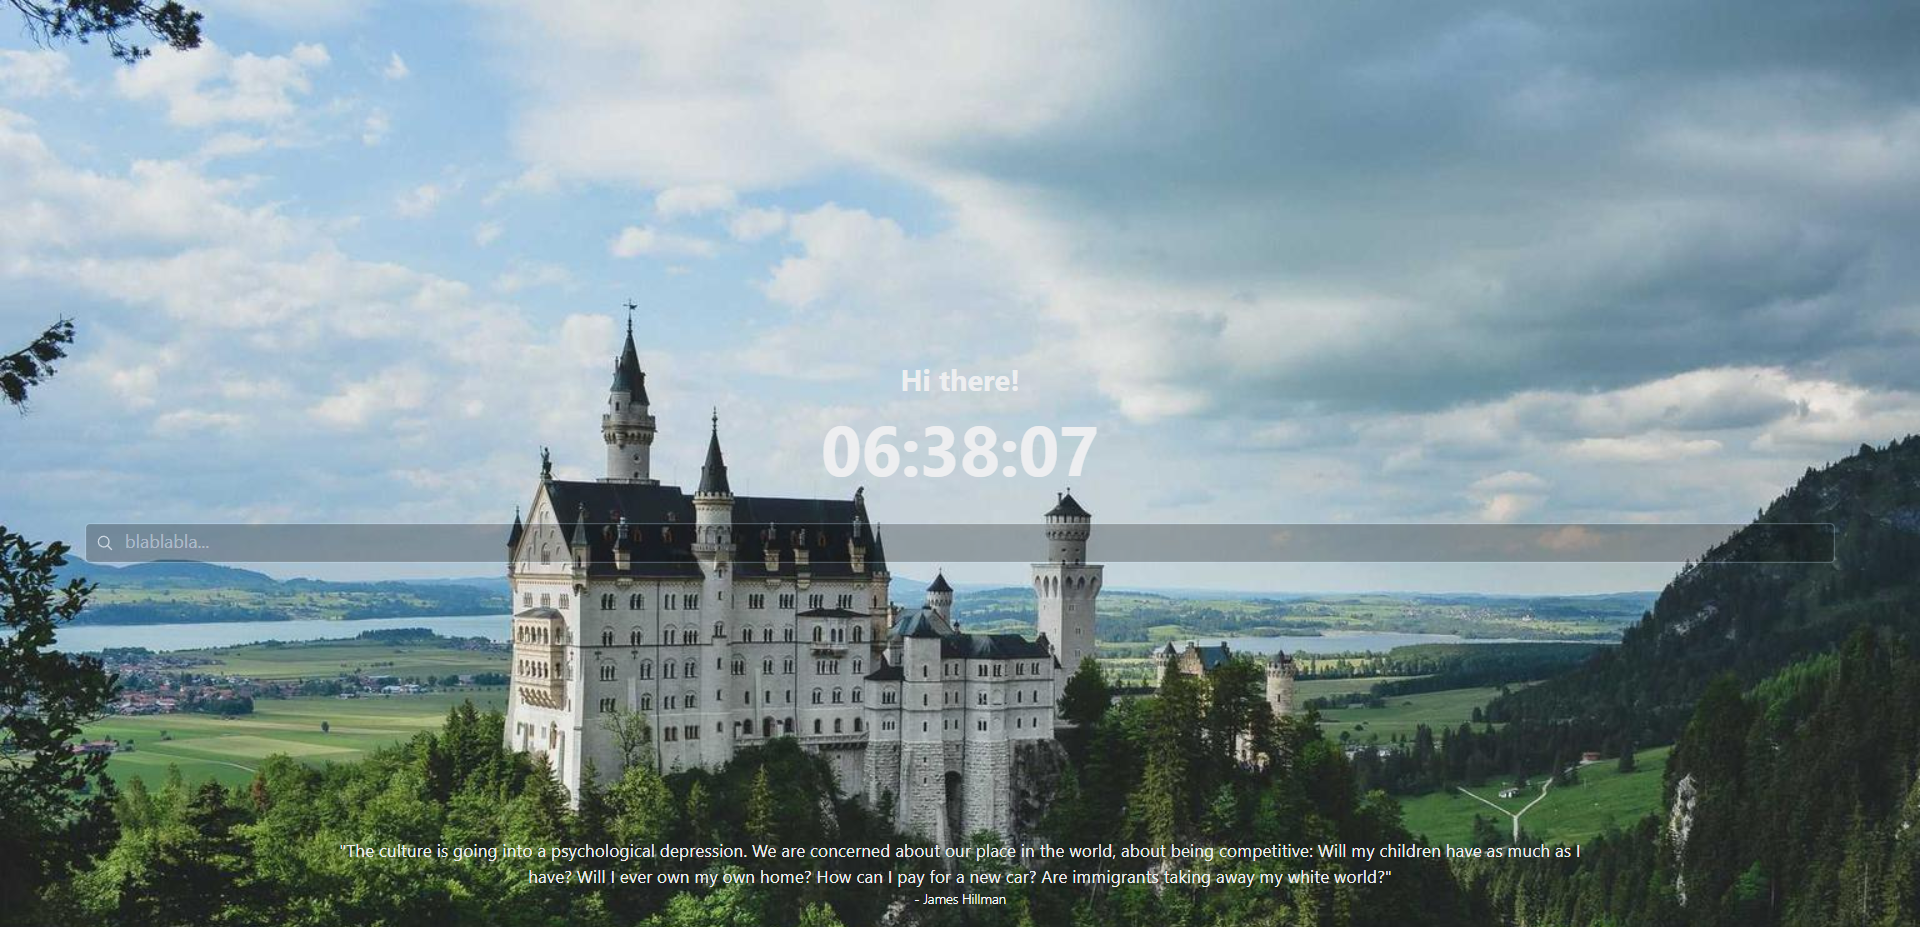 Hi there!
06:38:07
blablabla...
"The culture is going into a psychological depression. We are concerned about our place in the world, about being competitive: Will my children have as much as I
have? Will I ever own my own home? How can I pay for a new car? Are immigrants taking away my white world?"
- James Hillman